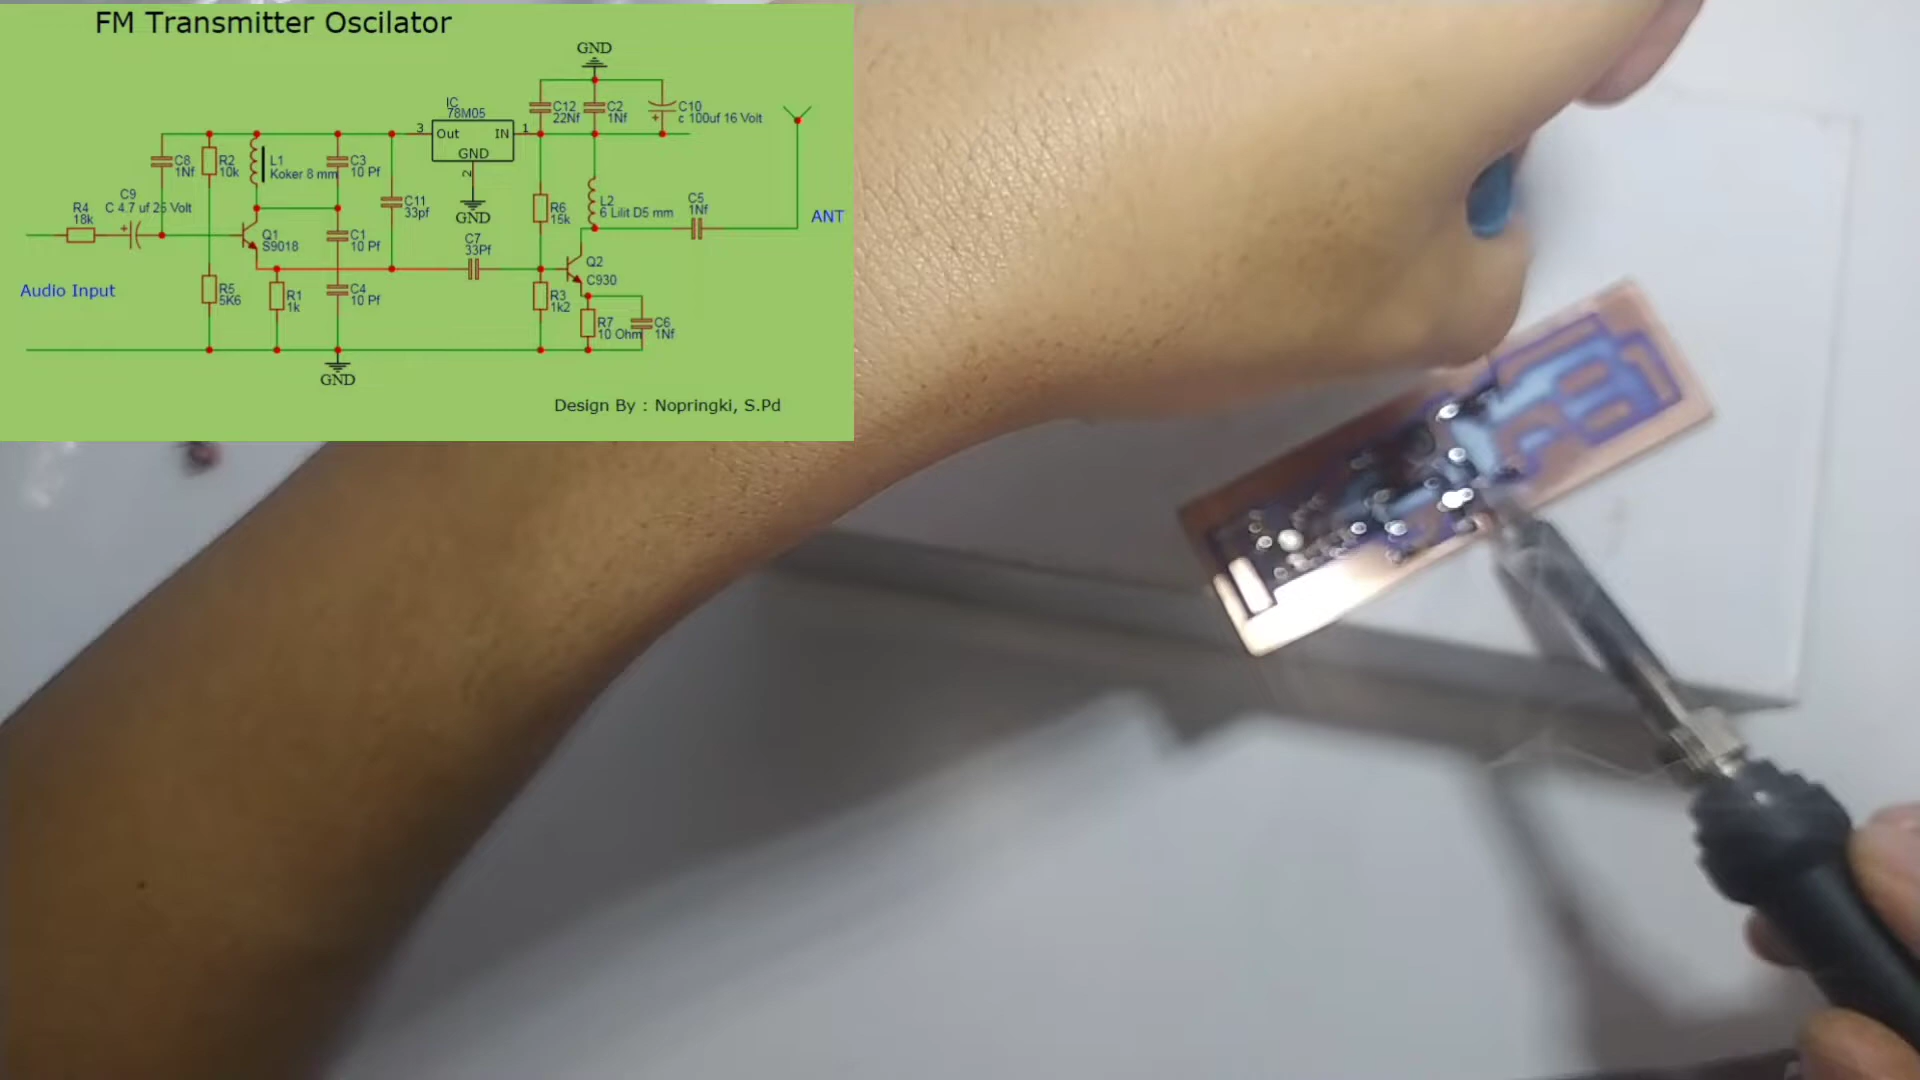 FM Transmitter Oscilator
GND
IC
78M05
C12
22Nf
C2
1Nf
C10
c 100uf 16 Volt
+
3
Out
IN
1
GND
2
GND
C8
1Nf
R2
10k
L1
Koker 8 mm
C3
10 Pf
C11
33pf
R6
15k
L2
6 Lilit D5 mm
C5
1Nf
ANT
R4
18k
C9
C 4.7 uf 25 Volt
+
Q1
S9018
C1
10 Pf
C7
33Pf
Q2
C930
Audio Input
R5
5K6
R1
1k
C4
10 Pf
R3
1k2
R7
10 Ohm
C6
1Nf
GND
Design By : Nopringki, S.Pd